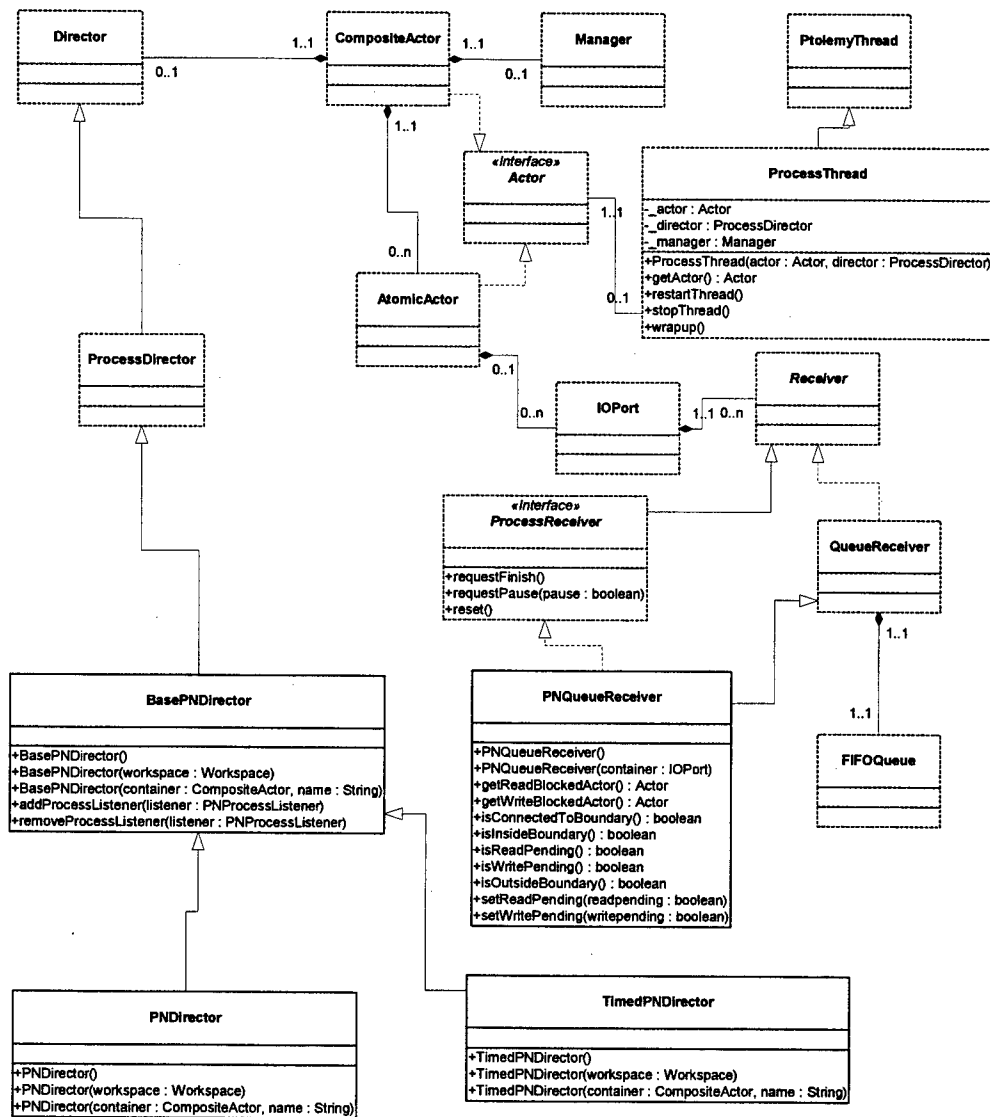 Director
1..1
0..1
CompositeActor
1..1
0..1
1..1
Manager
PtolemyThread
«Interface»
Actor
1..1
0..1
ProcessThread
-_actor : Actor
-_director : ProcessDirector
-_manager : Manager
+ProcessThread(actor : Actor, director : ProcessDirector)
+getActor() : Actor
+restartThread()
+stopThread()
+wrapup()
0..n
AtomicActor
0..1
0..n
ProcessDirector
IOPort
1..1
0..n
Receiver
«Interface»
ProcessReceiver
+requestFinish()
+requestPause(pause : boolean)
+reset()
QueueReceiver
1..1
1..1
FIFOQueue
BasePNDirector
+BasePNDirector()
+BasePNDirector(workspace : Workspace)
+BasePNDirector(container : CompositeActor, name : String)
+addProcessListener(listener : PNProcessListener)
+removeProcessListener(listener : PNProcessListener)
PNQueueReceiver
+PNQueueReceiver()
+PNQueueReceiver(container : IOPort)
+getReadBlockedActor() : Actor
+getWriteBlockedActor() : Actor
+isConnectedToBoundary() : boolean
+isInsideBoundary() : boolean
+isReadPending() : boolean
+isWritePending() : boolean
+isOutsideBoundary() : boolean
+setReadPending(readpending : boolean)
+setWritePending(writepending : boolean)
PNDirector
+PNDirector()
+PNDirector(workspace : Workspace)
+PNDirector(container : CompositeActor, name : String)
TimedPNDirector
+TimedPNDirector()
+TimedPNDirector(workspace : Workspace)
+TimedPNDirector(container : CompositeActor, name : String)